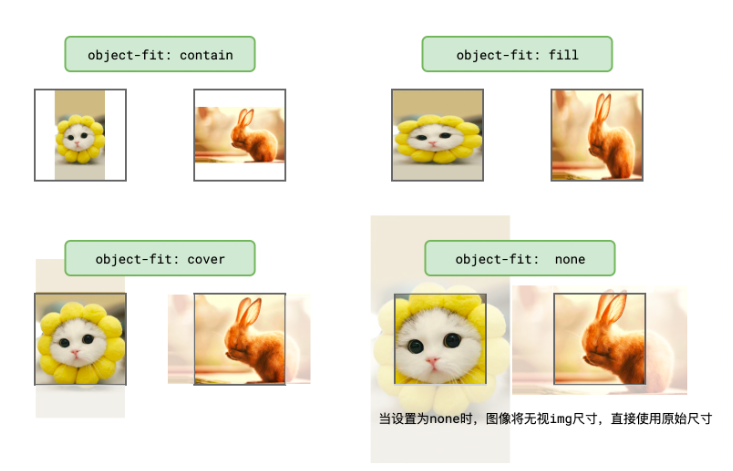 object-fit: contain
object-fit: fill
object-fit: cover
object-fit: none
当设置为none时，图像将无视img尺寸，直接使用原始尺寸